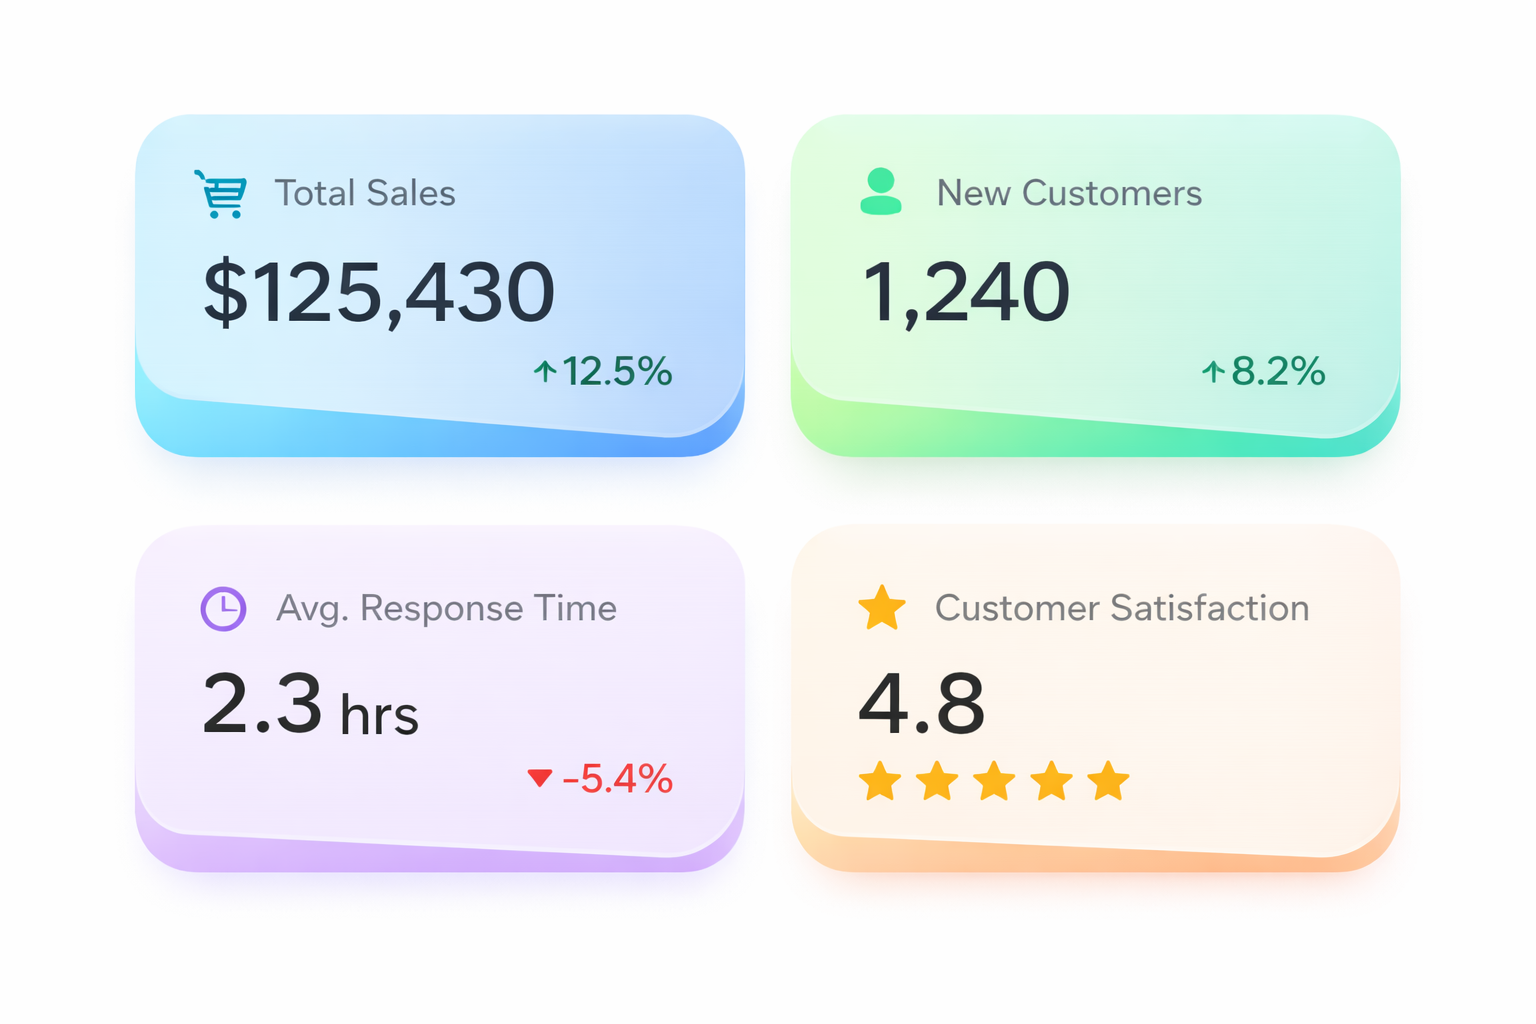 Total Sales
$125,430
↑12.5%
New Customers
1,240
↑8.2%
Avg. Response Time
2.3 hrs
▼ -5.4%
Customer Satisfaction
4.8